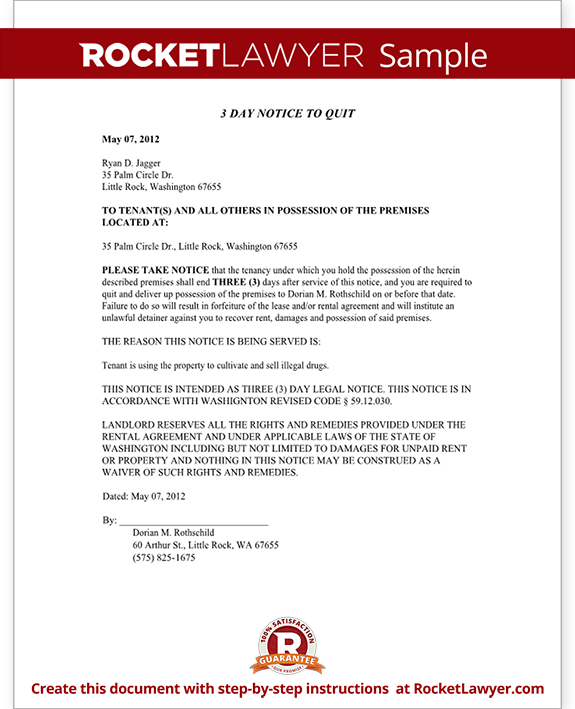 ROCKETLAWYER Sample
3 DAY NOTICE TO QUIT
May 07, 2012
Ryan D. Jagger
35 Palm Circle Dr.
Little Rock, Washington 67655
TO TENANT(S) AND ALL OTHERS IN POSSESSION OF THE PREMISES
LOCATED AT:
35 Palm Circle Dr., Little Rock, Washington 67655
PLEASE TAKE NOTICE that the tenancy under which you hold the possession of the herein
described premises shall end THREE (3) days after service of this notice, and you are required to
quit and deliver up possession of the premises to Dorian M. Rothschild on or before that date.
Failure to do so will result in forfeiture of the lease and/or rental agreement and will institute an
unlawful detainer against you to recover rent, damages and possession of said premises.
THE REASON THIS NOTICE IS BEING SERVED IS:
Tenant is using the property to cultivate and sell illegal drugs.
THIS NOTICE IS INTENDED AS THREE (3) DAY LEGAL NOTICE. THIS NOTICE IS IN
ACCORDANCE WITH WASHIGNTON REVISED CODE § 59.12.030.
LANDLORD RESERVES ALL THE RIGHTS AND REMEDIES PROVIDED UNDER THE
RENTAL AGREEMENT AND UNDER APPLICABLE LAWS OF THE STATE OF
WASHINGTON INCLUDING BUT NOT LIMITED TO DAMAGES FOR UNPAID RENT
OR PROPERTY AND NOTHING IN THIS NOTICE MAY BE CONSTRUED AS A
WAIVER OF SUCH RIGHTS AND REMEDIES.
Dated: May 07, 2012
By: ______________________________
Dorian M. Rothschild
60 Arthur St., Little Rock, WA 67655
(575) 825-1675
100% SATISFACTION
R
GUARANTEE
OUR PROMISE
Create this document with step-by-step instructions at RocketLawyer.com